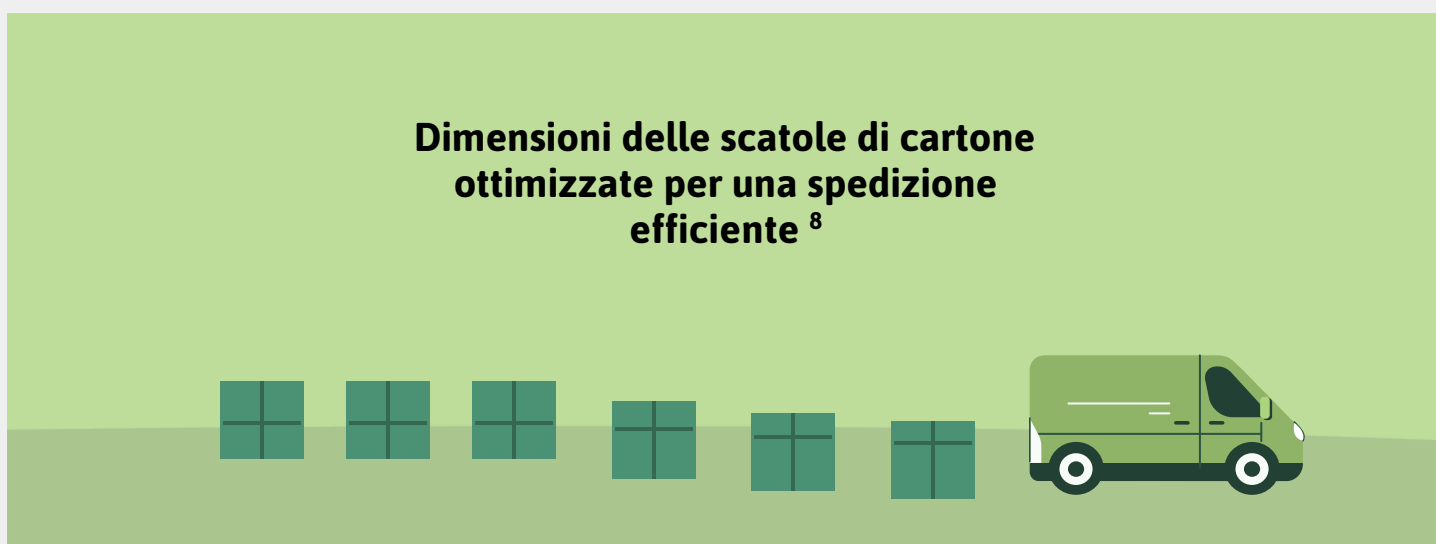 Dimensioni delle scatole di cartone
ottimizzate per una spedizione
efficiente ⁸